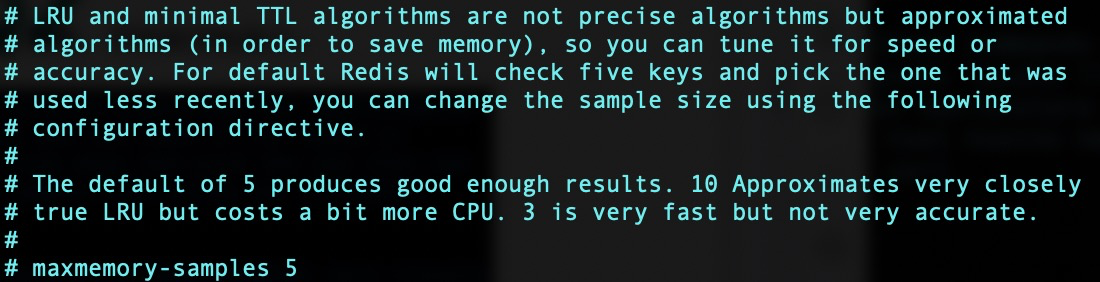 # LRU and minimal TTL algorithms are not precise algorithms but approximated
# algorithms (in order to save memory), so you can tune it for speed or
# accuracy. For default Redis will check five keys and pick the one that was
# used less recently, you can change the sample size using the following
# configuration directive.
#
# The default of 5 produces good enough results. 10 Approximates very closely
# true LRU but costs a bit more CPU. 3 is very fast but not very accurate.
#
# maxmemory-samples 5